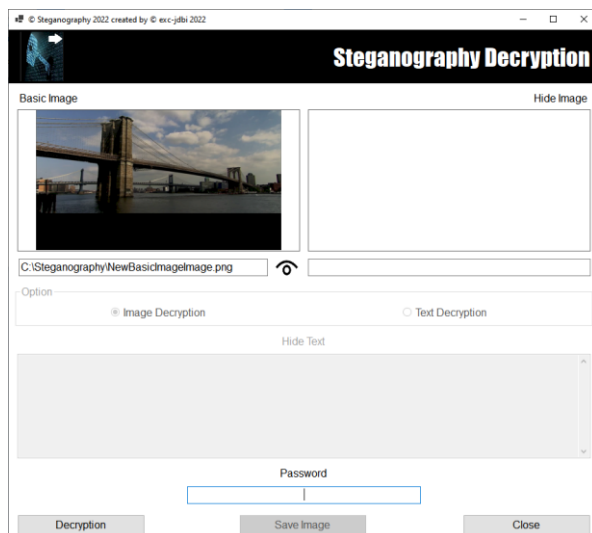 © Steganography 2022 created by © exc-jdbi 2022
Steganography Decryption
Basic Image
Hide Image
C:\Steganography\NewBasicImageImage.png
Option
Image Decryption
Text Decryption
Hide Text
Password
Decryption
Save Image
Close